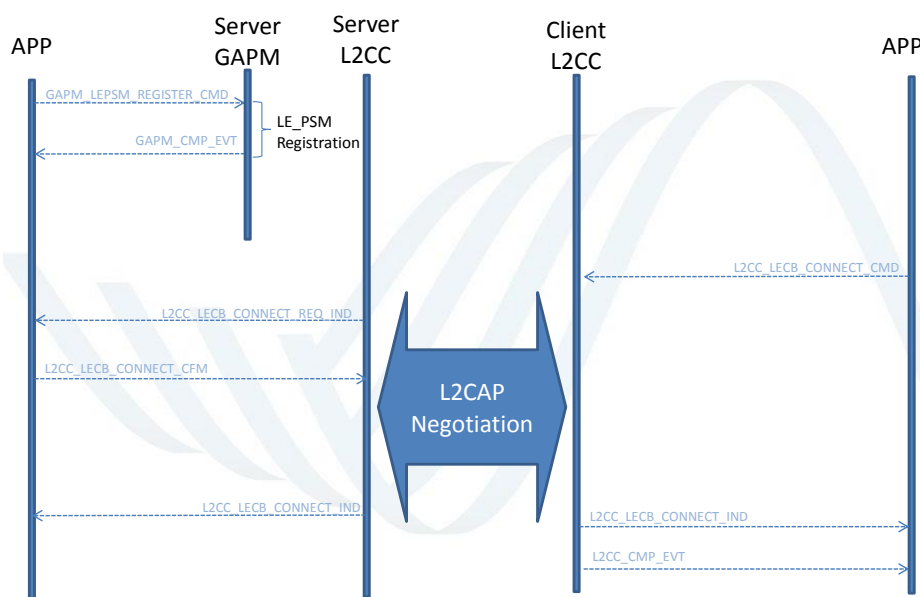 APP
Server
GAPM
Server
L2CC
Client
L2CC
APP
GAPM_LEPSM_REGISTER_CMD
LE_PSM
Registration
GAPM_CMP_EVT
L2CC_LECB_CONNECT_CMD
L2CC_LECB_CONNECT_REQ_IND
L2CC_LECB_CONNECT_CFM
L2CAP
Negotiation
L2CC_LECB_CONNECT_IND
L2CC_LECB_CONNECT_IND
L2CC_CMP_EVT